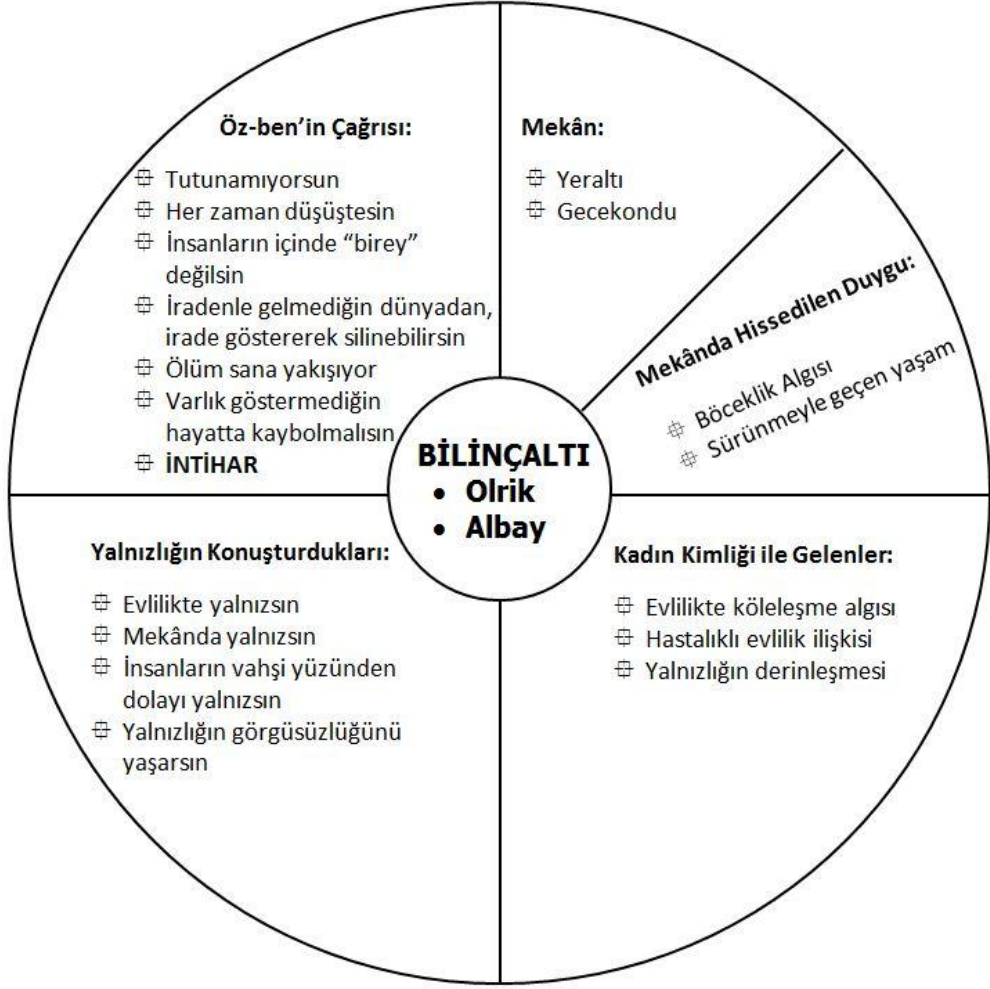 Öz-ben’in Çağrısı:
Tutunamıyorsun
Her zaman düşüştesin
İnsanların içinde “birey”
değilsin
İradenle gelmediğin dünyadan,
irade göstererek silinebilirsin
Ölüm sana yakışıyor
Varlık göstermediğin
hayatta kaybolmalısın
İNTİHAR
Mekân:
Yeraltı
Gecekondu
Mekânda Hissedilen Duygu:
Böceklik Algısı
Sürünmeyle geçen yaşam
BİLİNÇALTI
• Olrik
• Albay
Yalnızlığın Konuşturdukları:
Evlilikte yalnızsın
Mekânda yalnızsın
İnsanların vahşi yüzünden
dolayı yalnızsın
Yalnızlığın görgüsüzlüğünü
yaşarsın
Kadın Kimliği ile Gelenler:
Evlilikte köleleşme algısı
Hastalıklı evlilik ilişkisi
Yalnızlığın derinleşmesi